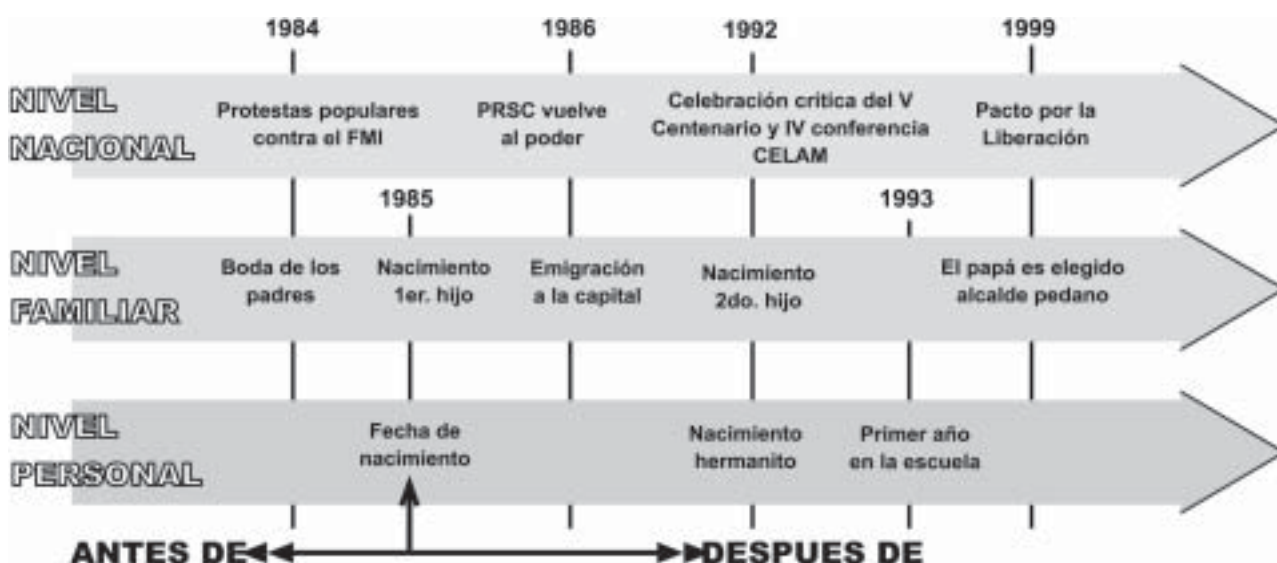 1984 1986 1992 1999
NIVEL
NACIONAL
Protestas populares
contra el FMI
PRSC vuelve
al poder
Celebración crítica del V
Centenario y IV conferencia
CELAM
Pacto por la
Liberación
1985 1993
NIVEL
FAMILIAR
Boda de los
padres
Nacimiento
1er. hijo
Emigración
a la capital
Nacimiento
2do. hijo
El papá es elegido
alcalde pedano
NIVEL
PERSONAL
Fecha de
nacimiento
Nacimiento
hermanito
Primer año
en la escuela
ANTES DE DESPUES DE